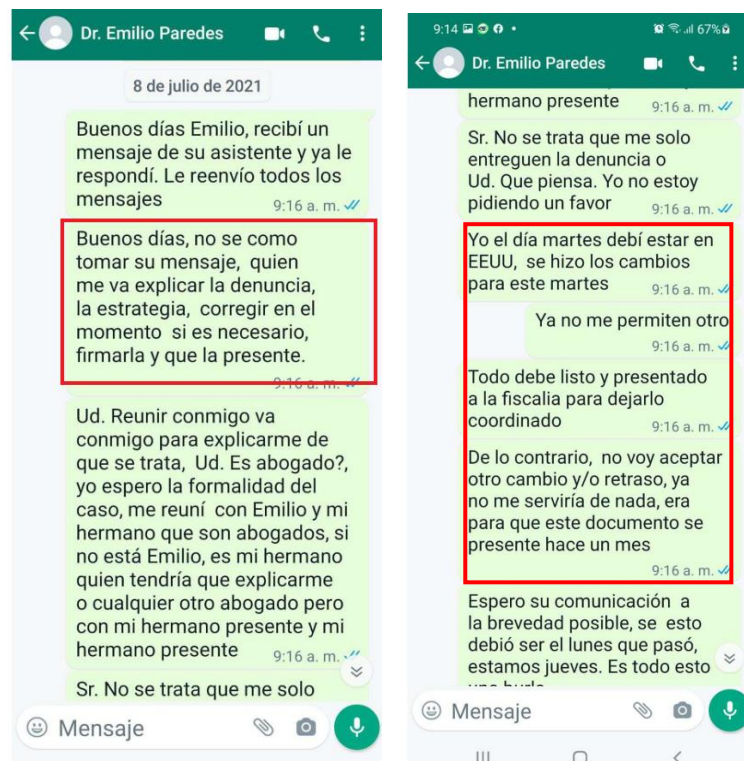 Dr. Emilio Paredes
8 de julio de 2021
Buenos días Emilio, recibí un
mensaje de su asistente y ya le
respondí. Le reenvío todos los
mensajes
9:16 a. m.
Buenos días, no se como
tomar su mensaje, quien
me va explicar la denuncia,
la estrategia, corregir en el
momento si es necesario,
firmarla y que la presente.
9:16 a. m.
Ud. Reunir conmigo va
conmigo para explicarme de
que se trata, Ud. Es abogado?,
yo espero la formalidad del
caso, me reuní con Emilio y mi
hermano que son abogados, si
no está Emilio, es mi hermano
quien tendría que explicarme
o cualquier otro abogado pero
con mi hermano presente y mi
hermano presente
9:16 a. m.
Sr. No se trata que me solo
Mensaje
9:14
67%
Dr. Emilio Paredes
hermano presente
9:16 a. m.
Sr. No se trata que me solo
entreguen la denuncia o
Ud. Que piensa. Yo no estoy
pidiendo un favor
9:16 a. m.
Yo el día martes debí estar en
EEUU, se hizo los cambios
para este martes
9:16 a. m.
Ya no me permiten otro
9:16 a. m.
Todo debe listo y presentado
a la fiscalia para dejarlo
coordinado
9:16 a. m.
De lo contrario, no voy aceptar
otro cambio y/o retraso, ya
no me serviría de nada, era
para que este documento se
presente hace un mes
9:16 a. m.
Espero su comunicación a
la brevedad posible, se esto
debió ser el lunes que pasó,
estamos jueves. Es todo esto
una burla
Mensaje